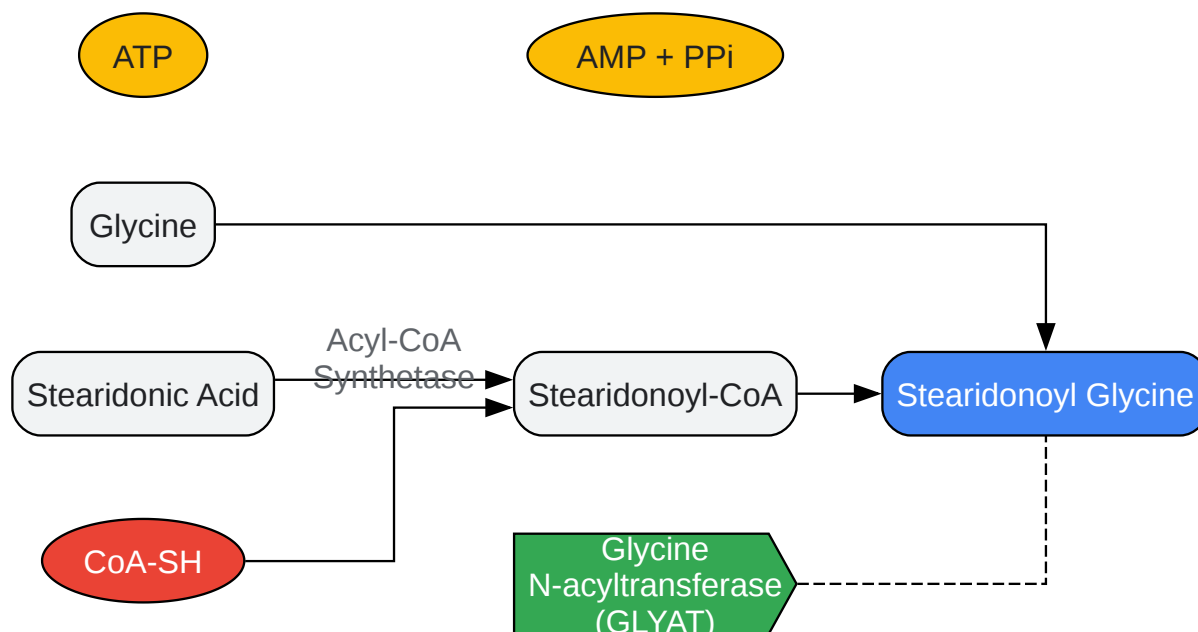 ATP
AMP + PPi
Glycine
Acyl-CoA
Synthetase
Stearidonic Acid
Stearidonoyl-CoA
Stearidonoyl Glycine
CoA-SH
Glycine
N-acyltransferase
(GLYAT)